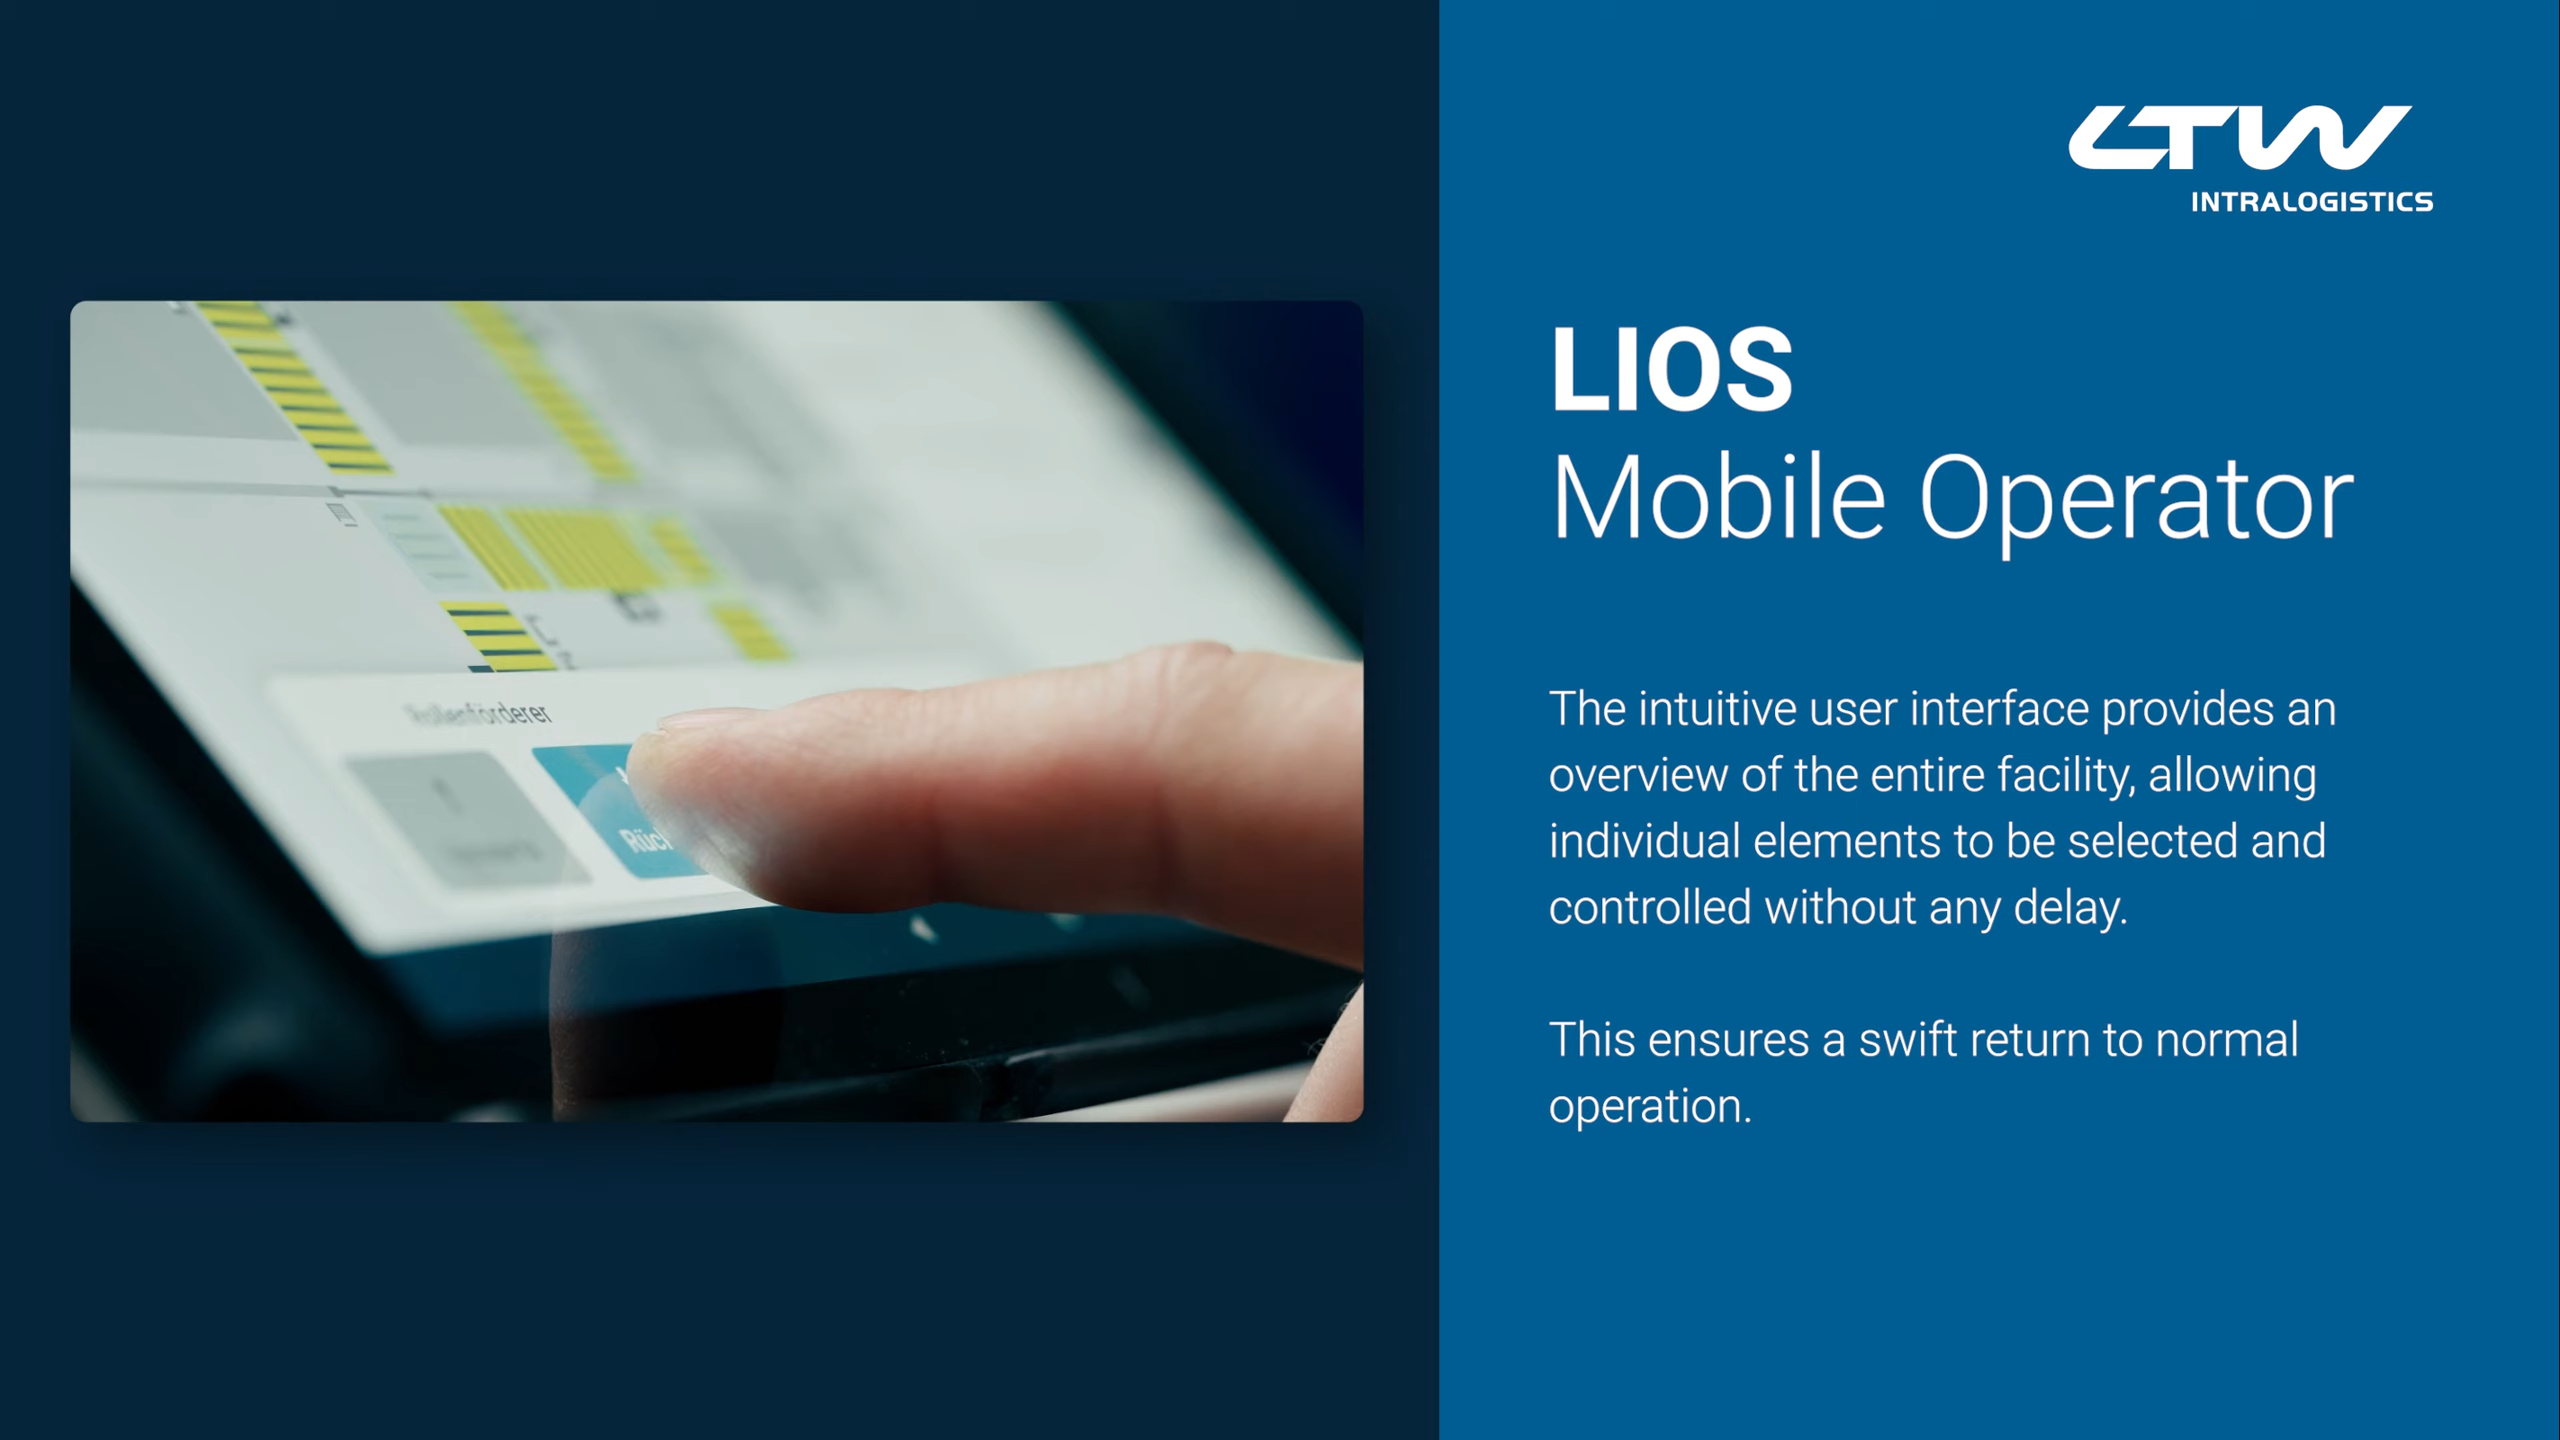 LTW
INTRALOGISTICS
LIOS
Mobile Operator
The intuitive user interface provides an
overview of the entire facility, allowing
individual elements to be selected and
controlled without any delay.
This ensures a swift return to normal
operation.
Rollenförderer